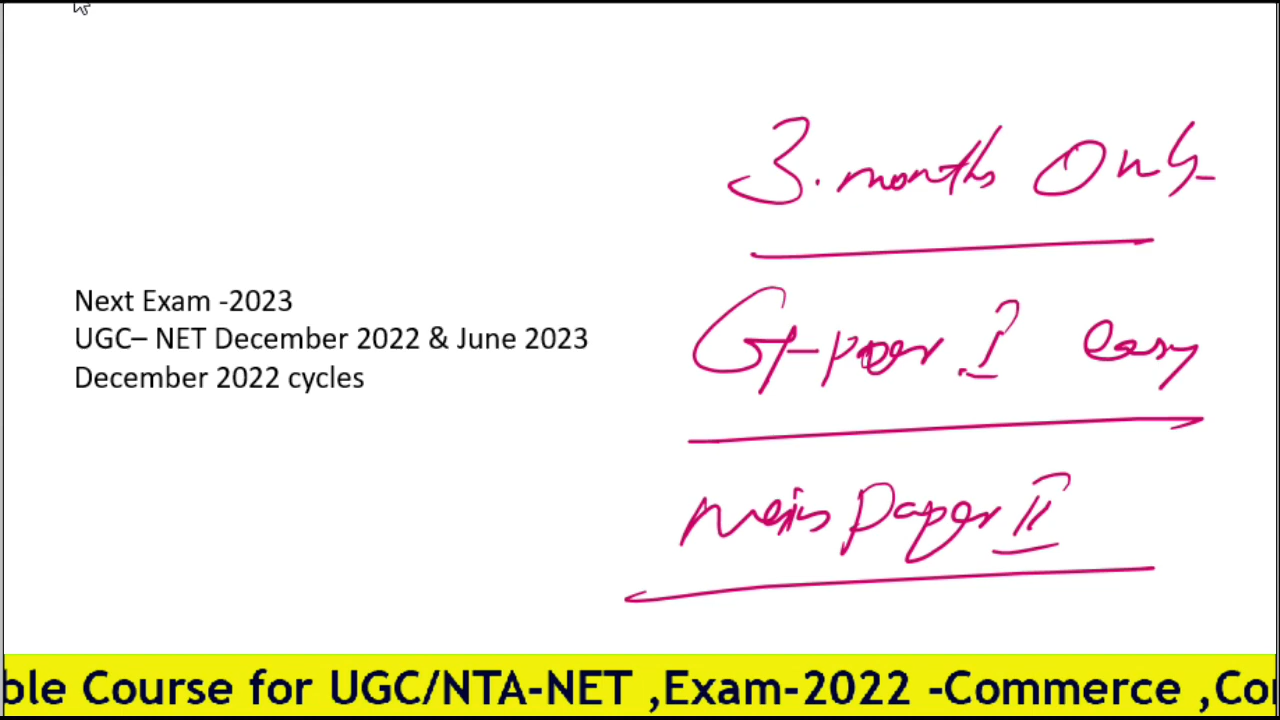 3. months Only
G-paper I easy
Main Paper II
Next Exam -2023
UGC– NET December 2022 & June 2023
December 2022 cycles
ble Course for UGC/NTA-NET ,Exam-2022 -Commerce ,Co